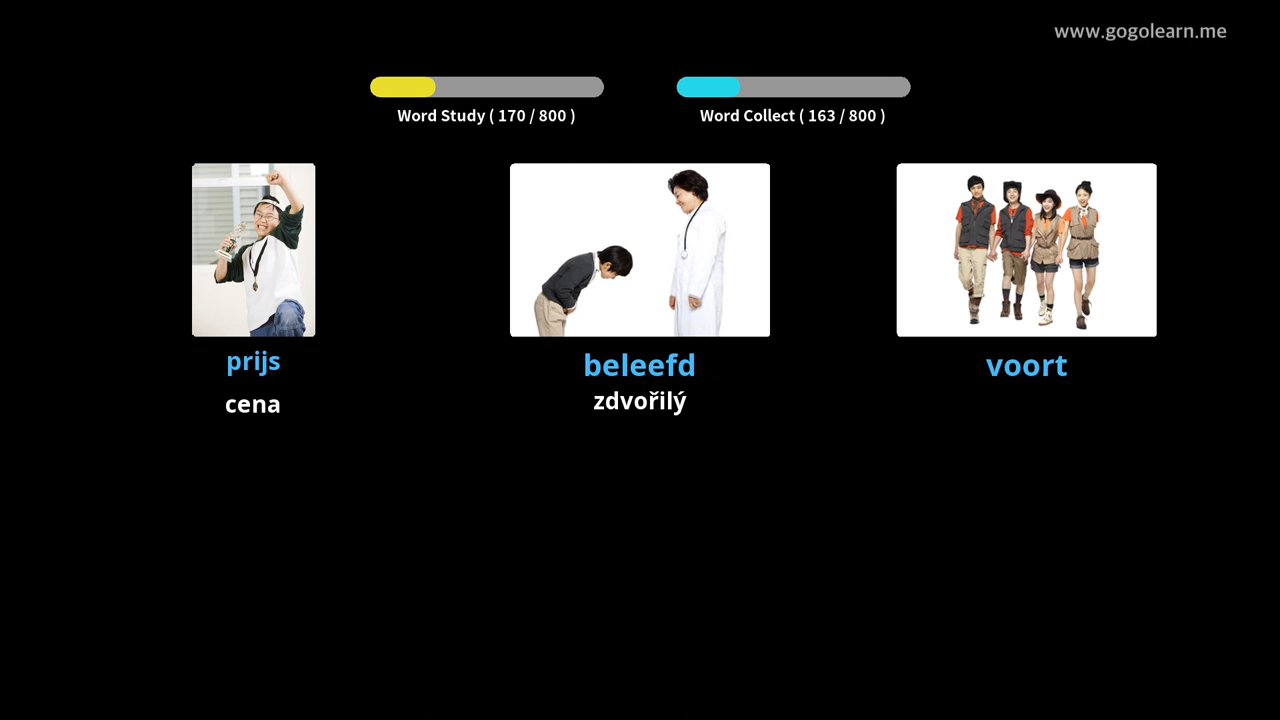 www.gogolearn.me
Word Study ( 170 / 800 )
Word Collect ( 163 / 800 )
prijs
cena
beleefd
zdvořilý
voort